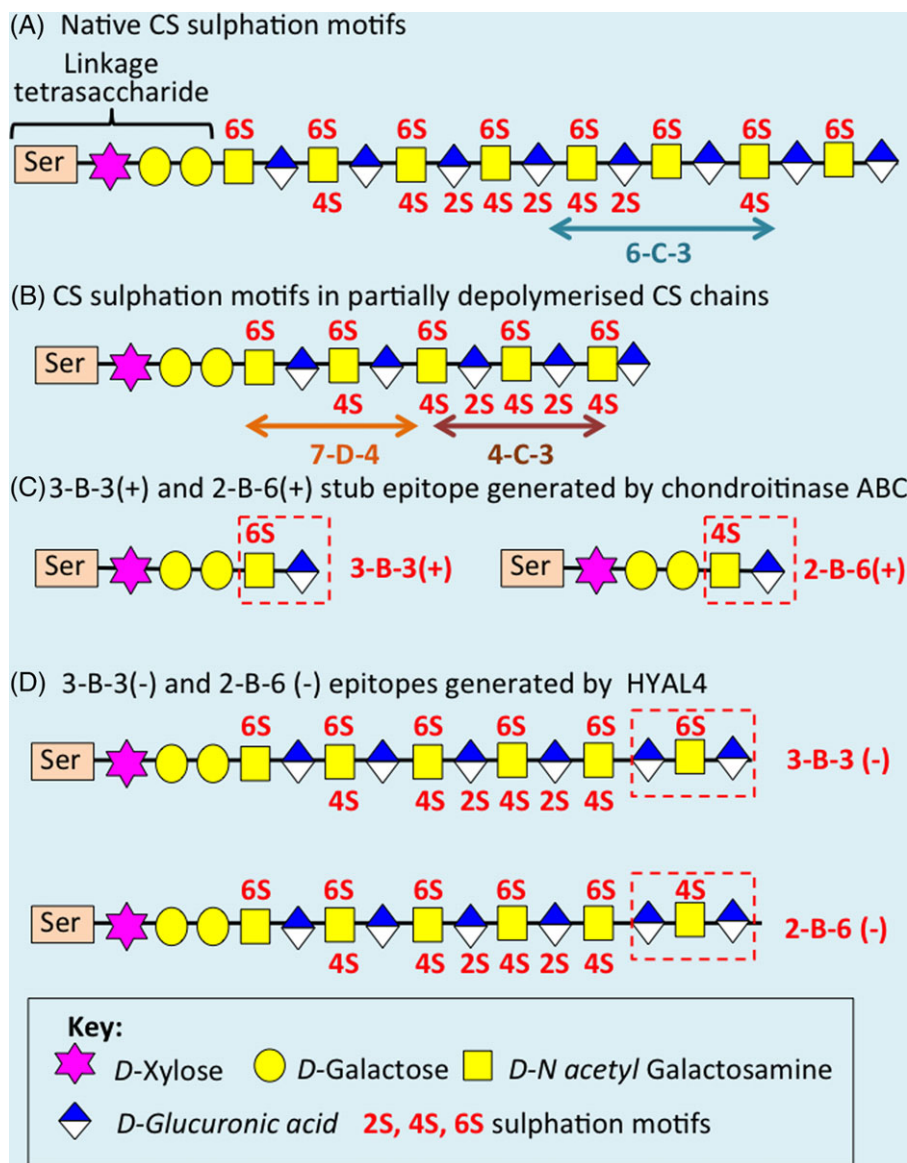 (A) Native CS sulphation motifs
Linkage
tetrasaccharide
6S 6S 6S 6S 6S 6S 6S 6S
Ser
4S 4S 2S 4S 2S 4S 2S 4S
6-C-3
(B) CS sulphation motifs in partially depolymerised CS chains
6S 6S 6S 6S 6S
Ser
4S 4S 2S 4S 2S 4S
7-D-4 4-C-3
(C) 3-B-3(+) and 2-B-6(+) stub epitope generated by chondroitinase ABC
6S 4S
Ser 3-B-3(+) Ser 2-B-6(+)
(D) 3-B-3(-) and 2-B-6 (-) epitopes generated by HYAL4
6S 6S 6S 6S 6S 6S
Ser 3-B-3 (-)
4S 4S 2S 4S 2S 4S
6S 6S 6S 6S 6S 4S
Ser 2-B-6 (-)
4S 4S 2S 4S 2S 4S
Key:
D-Xylose D-Galactose D-N acetyl Galactosamine
D-Glucuronic acid 2S, 4S, 6S sulphation motifs